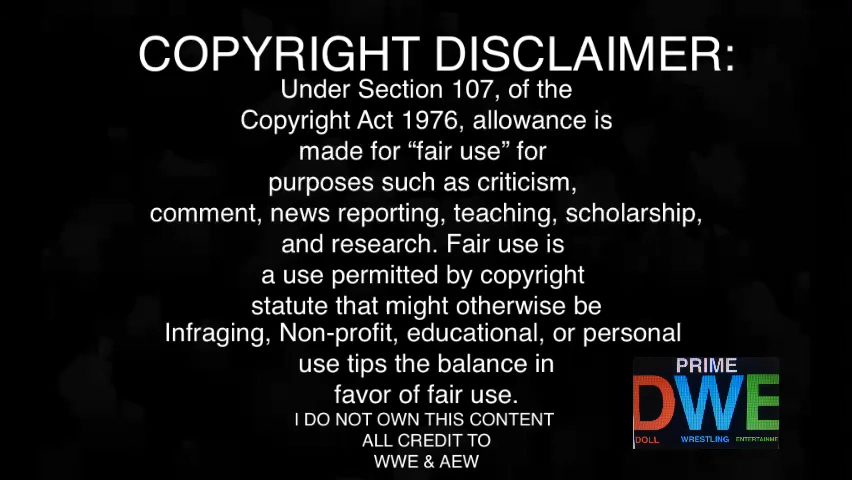 COPYRIGHT DISCLAIMER:
Under Section 107, of the
Copyright Act 1976, allowance is
made for “fair use” for
purposes such as criticism,
comment, news reporting, teaching, scholarship,
and research. Fair use is
a use permitted by copyright
statute that might otherwise be
Infraging, Non-profit, educational, or personal
use tips the balance in
favor of fair use.
I DO NOT OWN THIS CONTENT
ALL CREDIT TO
WWE & AEW
PRIME
DWE
DOLL WRESTLING ENTERTAINME